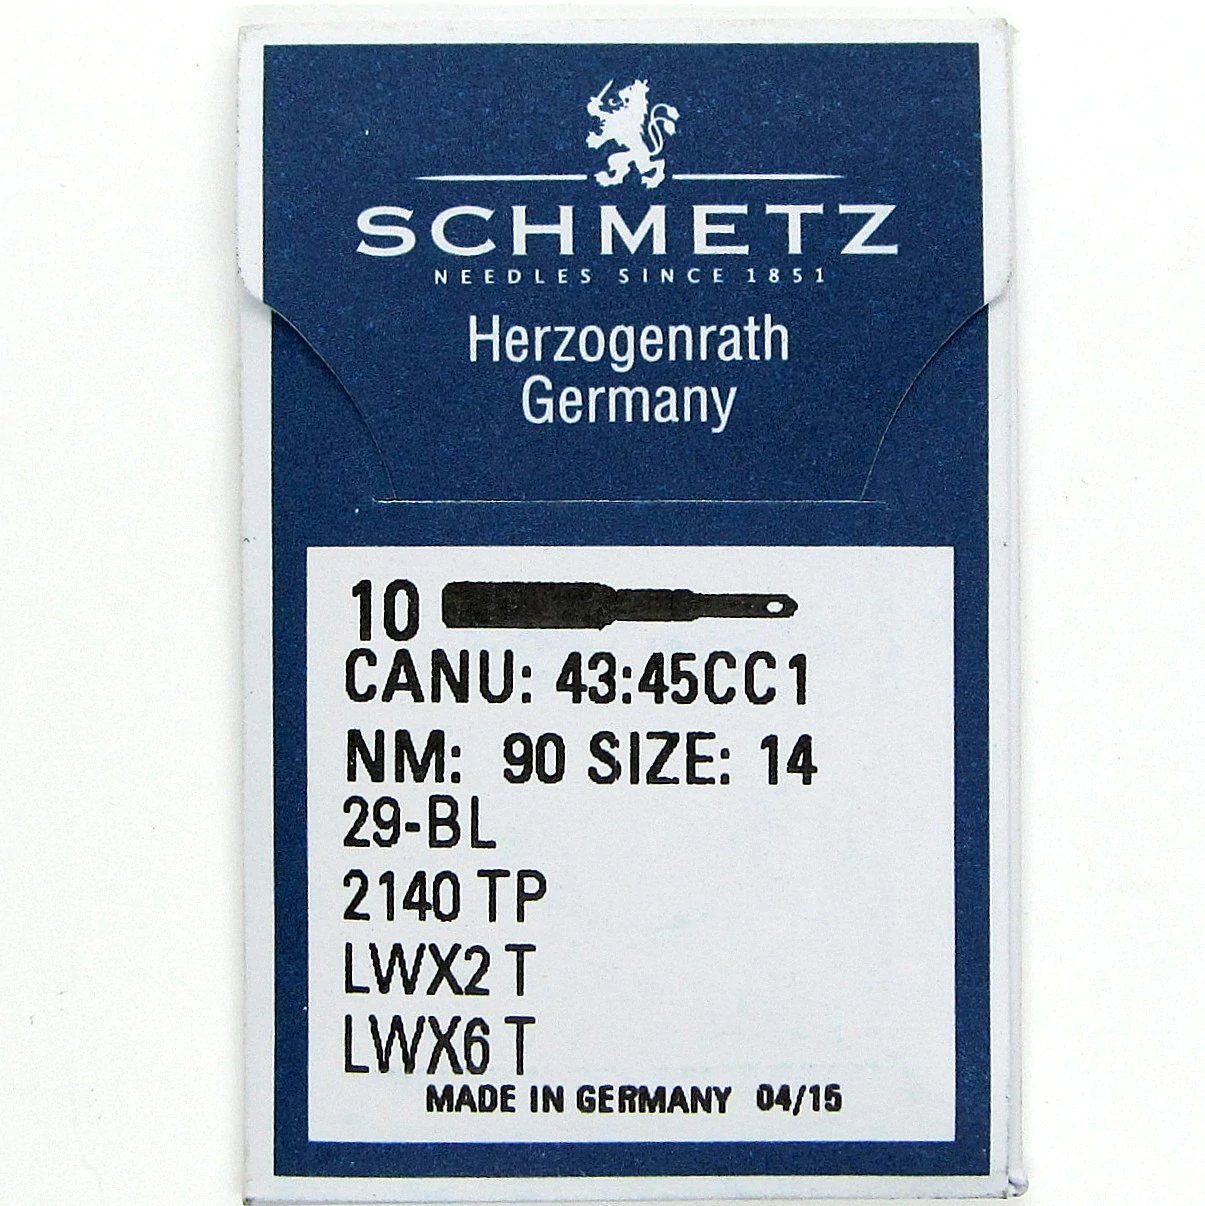 SCHMETZ
NEEDLES SINCE 1851
Herzogenrath
Germany
10
CANU: 43:45CC1
NM: 90 SIZE: 14
29-BL
2140 TP
LWX2 T
LWX6 T
MADE IN GERMANY 04/15